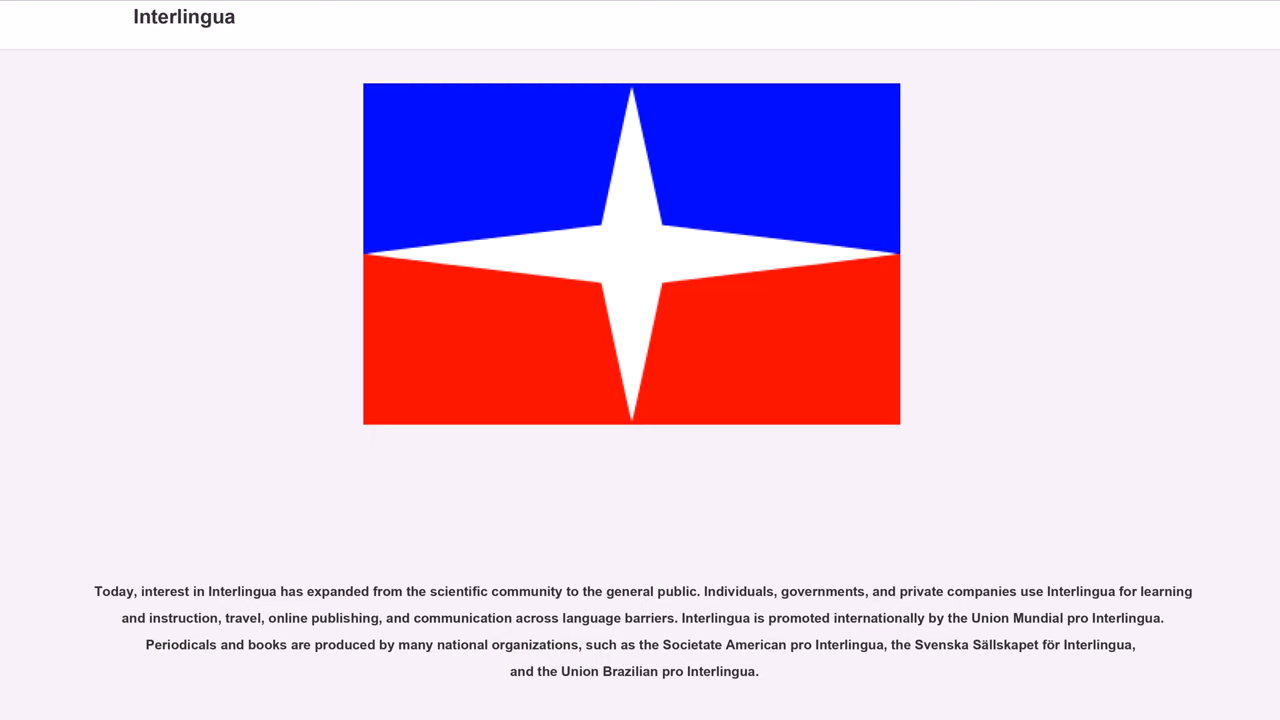 Interlingua
Today, interest in Interlingua has expanded from the scientific community to the general public. Individuals, governments, and private companies use Interlingua for learning
and instruction, travel, online publishing, and communication across language barriers. Interlingua is promoted internationally by the Union Mundial pro Interlingua.
Periodicals and books are produced by many national organizations, such as the Societate American pro Interlingua, the Svenska Sällskapet för Interlingua,
and the Union Brazilian pro Interlingua.